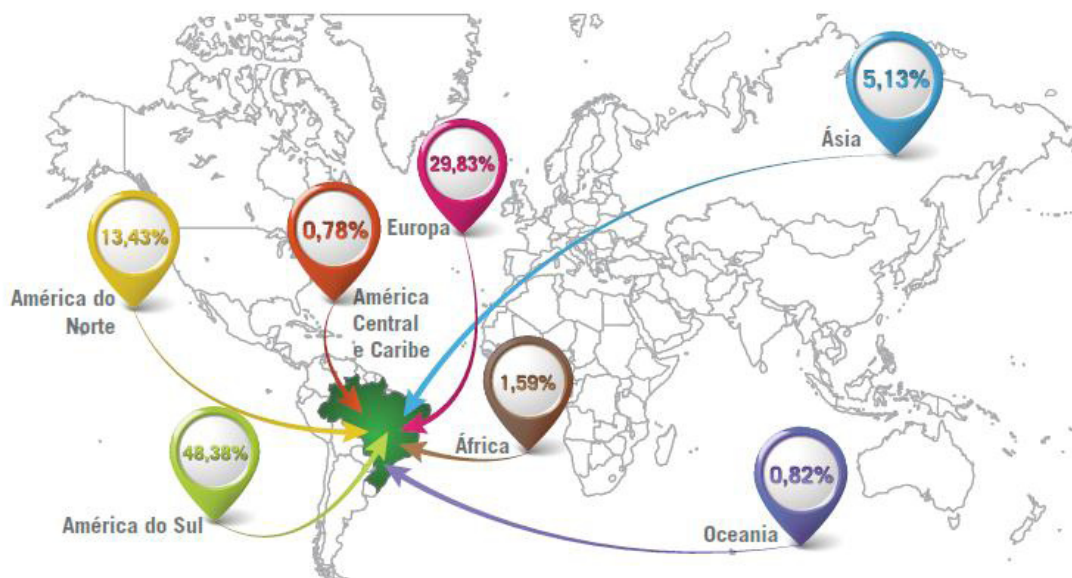 5,13%
Ásia
29,83%
Europa
13,43%
América do
Norte
0,78%
América
Central
e Caribe
1,59%
África
48,38%
América do Sul
0,82%
Oceania